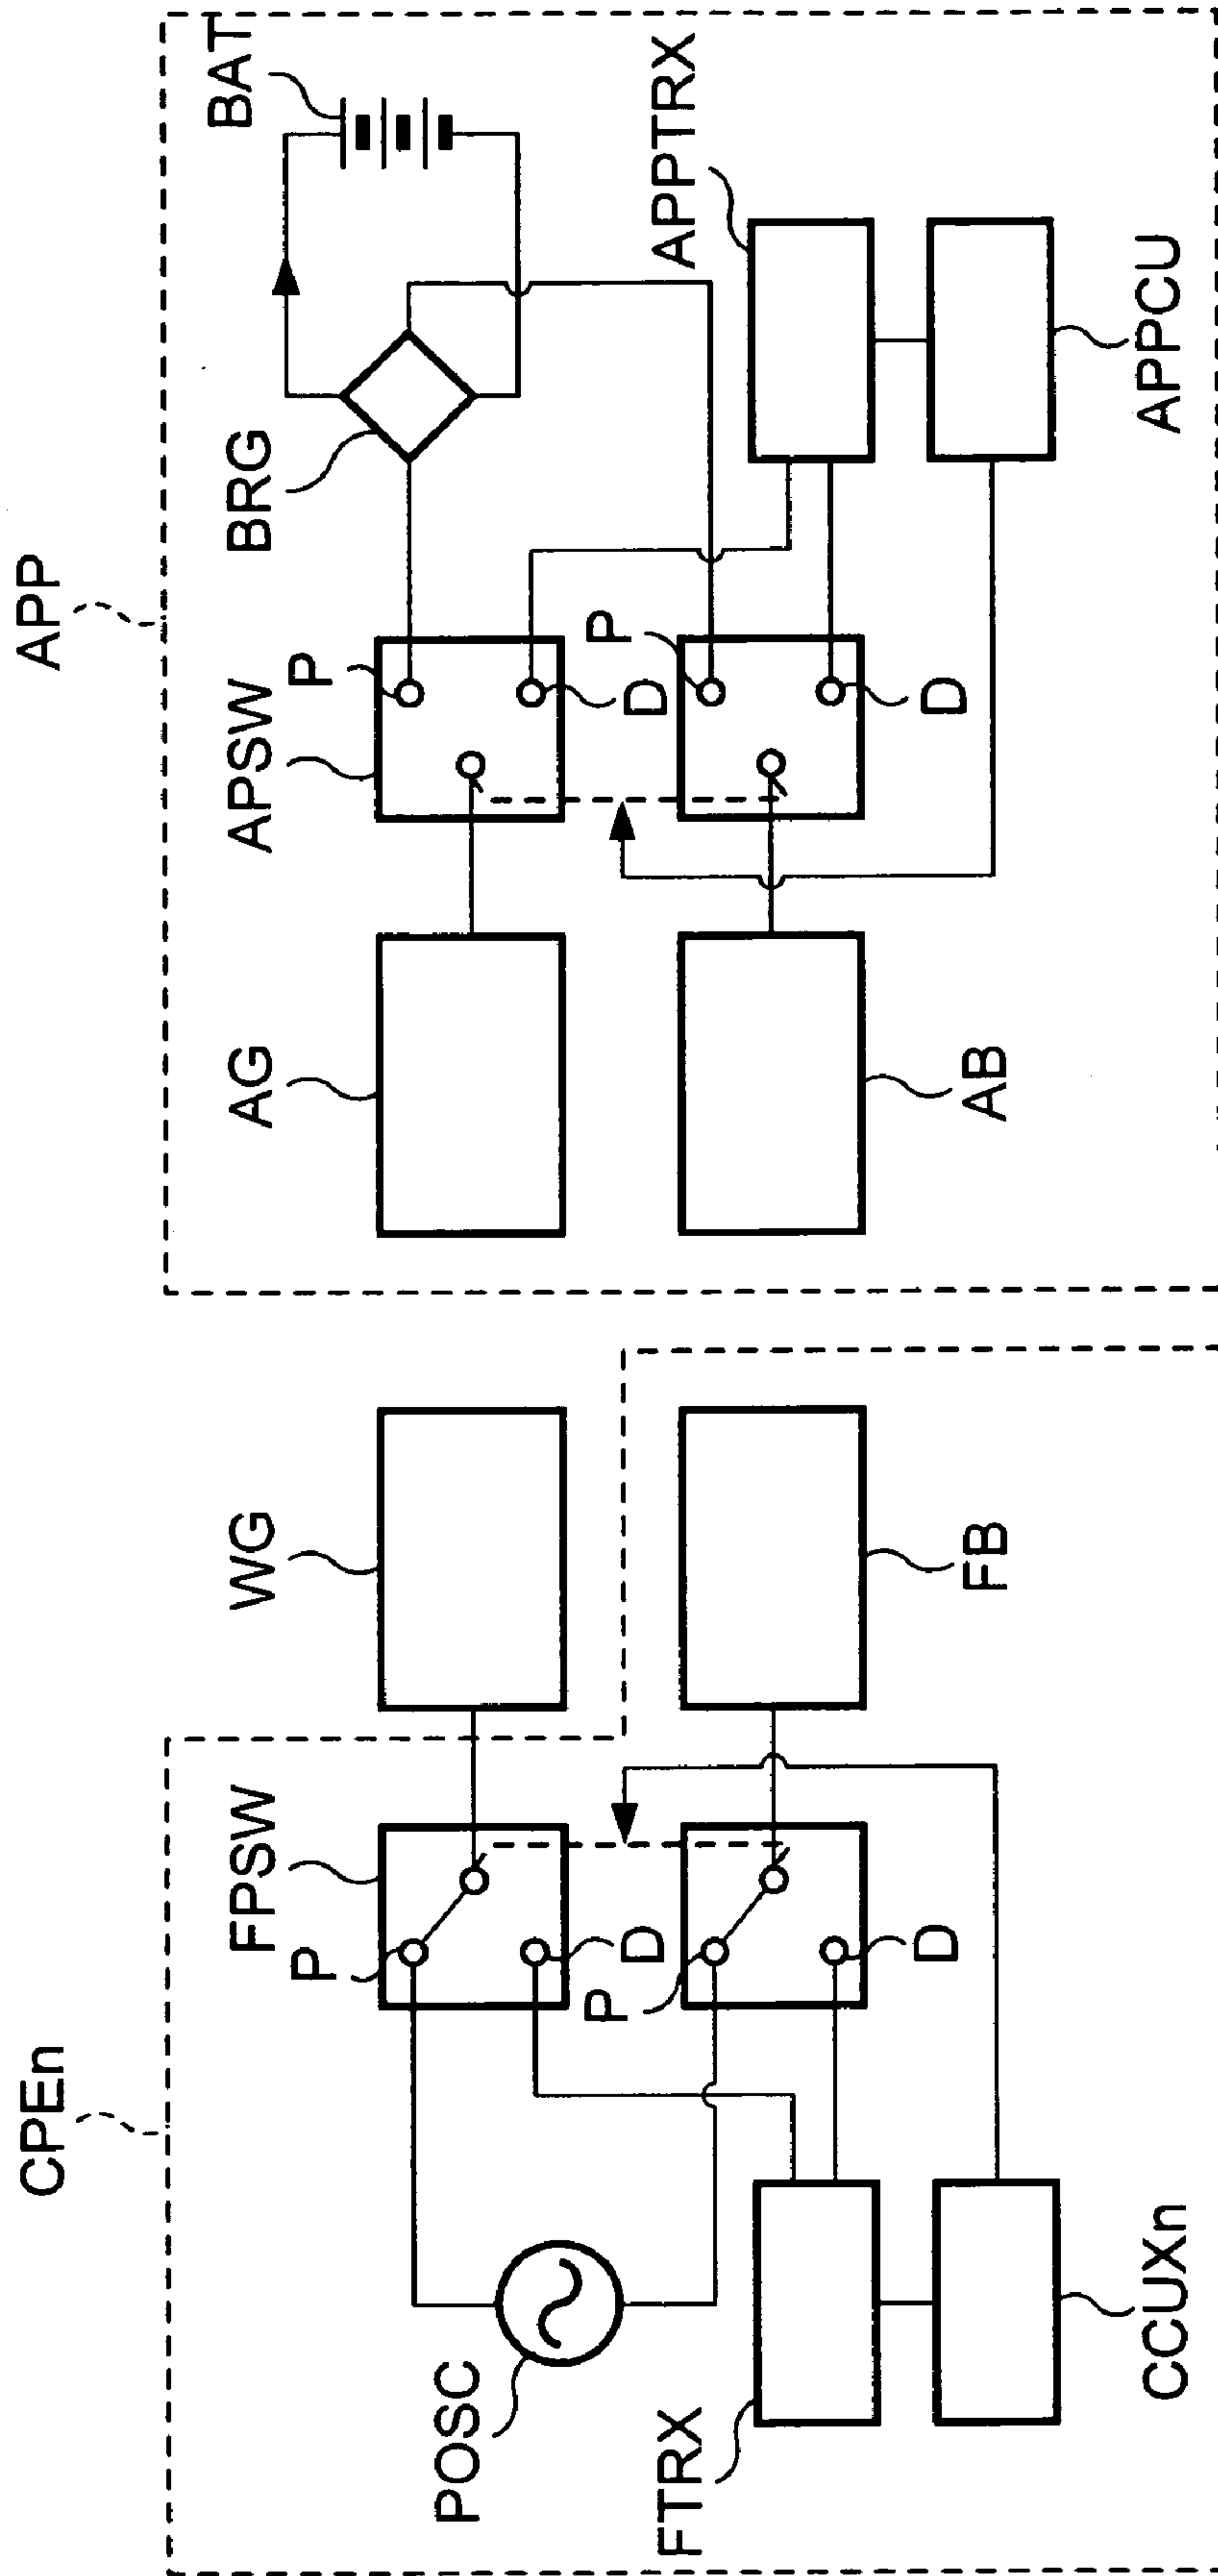 CPEn
APP
FPSW
WG
AG
APSW
BRG
BAT
P
P
POSC
D
D
P
P
FTRX
APPTRX
D
FB
AB
D
CCUXn
APPCU